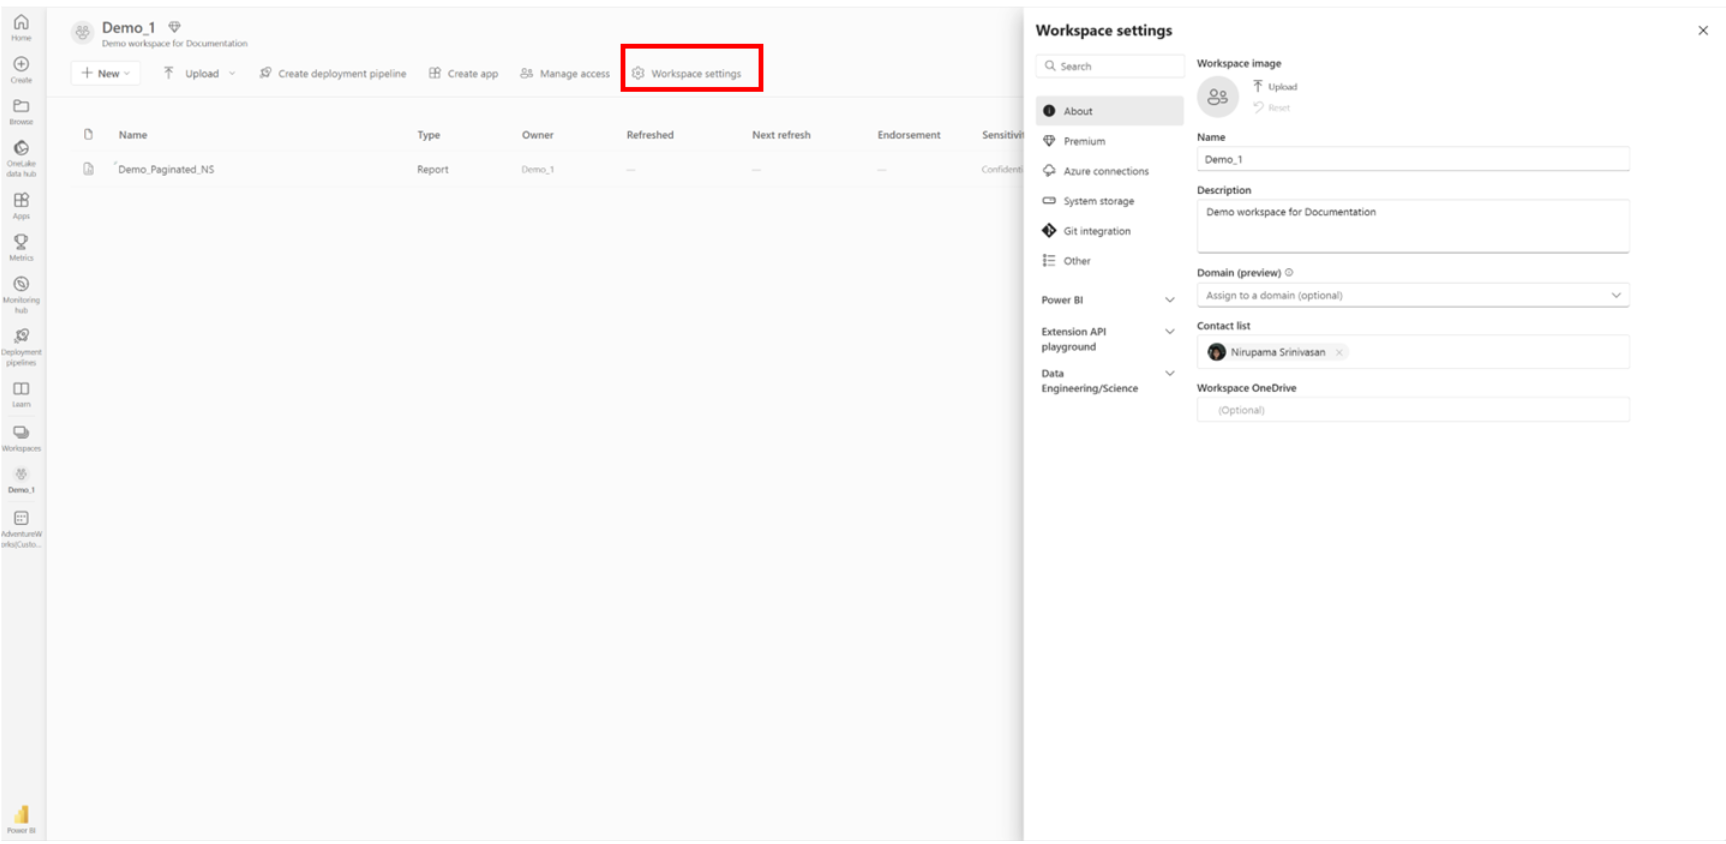 Home
Create
Browse
OneLake
data hub
Apps
Metrics
Monitoring
hub
Deployment
pipelines
Learn
Workspaces
Demo_1
AdventureW
orks(Custo...
Power BI
Demo_1
Demo workspace for Documentation
New
Upload
Create deployment pipeline
Create app
Manage access
Workspace settings
Name Type Owner Refreshed Next refresh Endorsement Sensitivit
Demo_Paginated_NS Report Demo_1 — — — Confidenti
Workspace settings
Search
About
Premium
Azure connections
System storage
Git integration
Other
Power BI
Extension API
playground
Data
Engineering/Science
Workspace image
Upload
Reset
Name
Demo_1
Description
Demo workspace for Documentation
Domain (preview)
Assign to a domain (optional)
Contact list
Nirupama Srinivasan
Workspace OneDrive
(Optional)